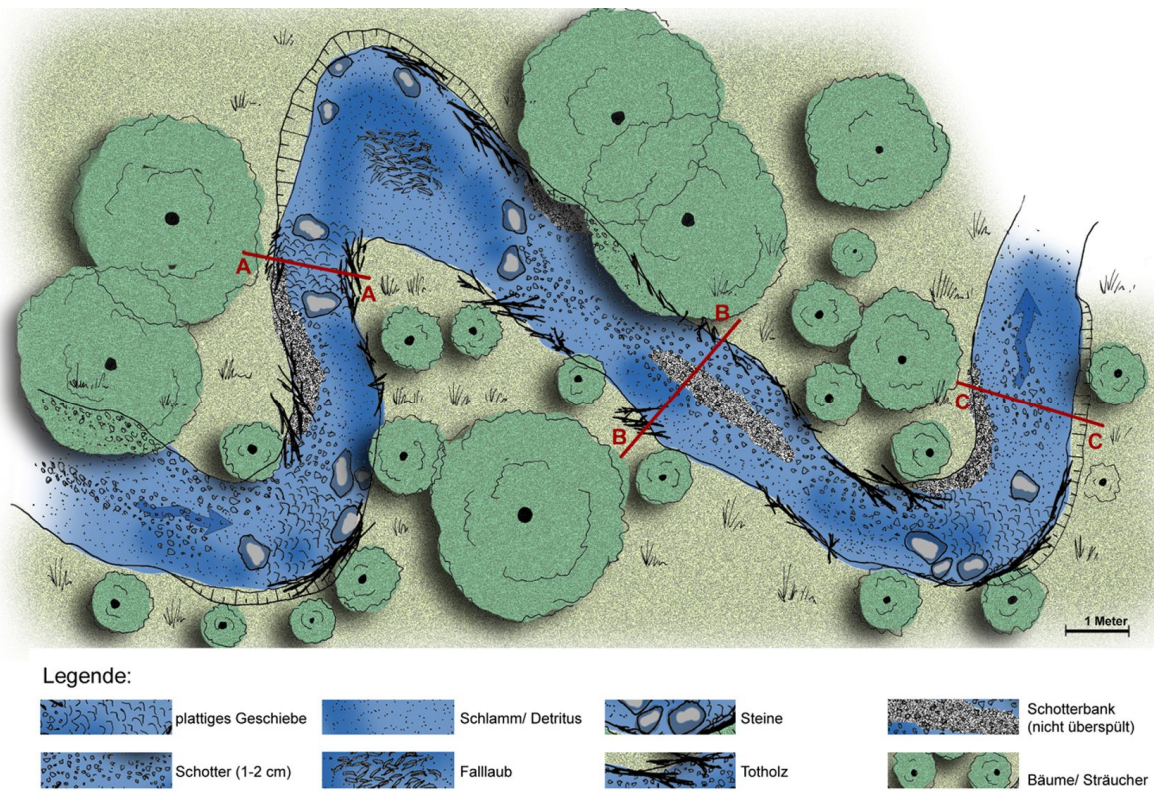 A
A
B
B
C
C
1 Meter
Legende:
plattiges Geschiebe
Schlamm/ Detritus
Steine
Schotterbank
(nicht überspült)
Schotter (1-2 cm)
Falllaub
Totholz
Bäume/ Sträucher